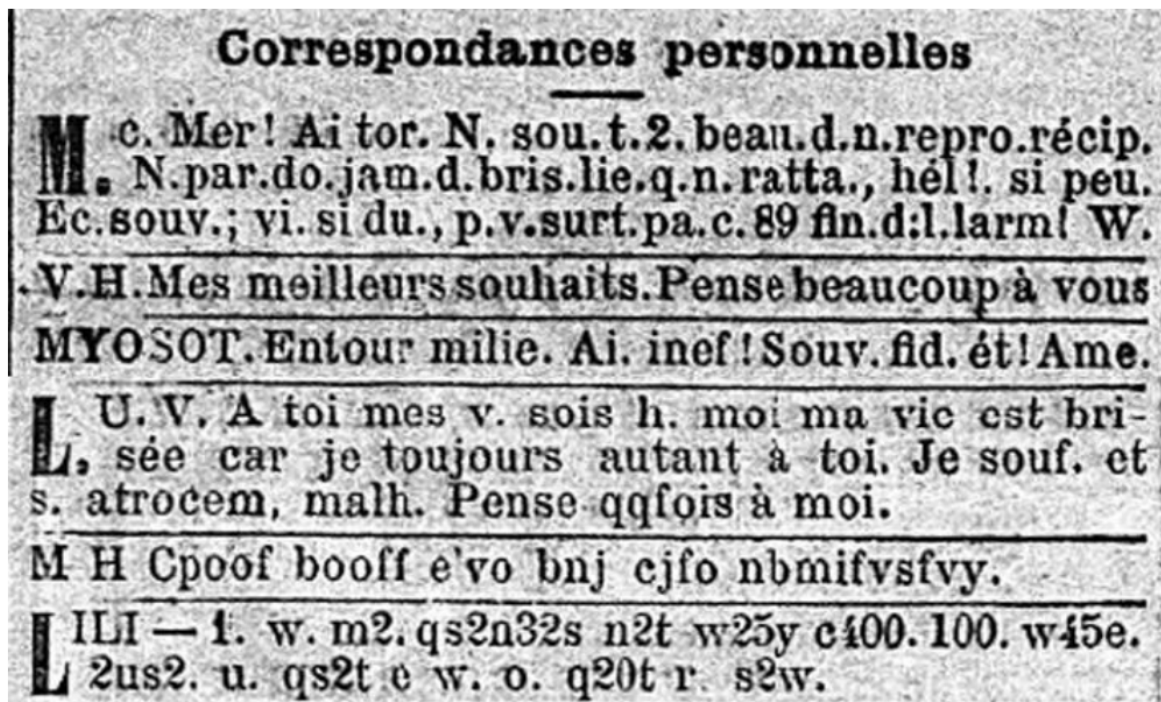 Correspondances personnelles
M. c. Mer! Ai tor. N. sou.t.2.beau.d.n.repro.récip.
N.par.do.jam.d.bris.lie.q.n.ratta., hél!. si peu.
Ec.souv.; vi. si du., p.v.surt.pa.c. 89 fin.d:l.larm! W.
V.H.Mes meilleurs souhaits.Pense beaucoup à vous
MYOSOT.Entour milie. Ai. inef!Souv.fid.ét!Ame.
L. U. V. A toi mes v. sois h. moi ma vie est bri-
sée car je toujours autant à toi. Je souf. et
s. atrocem, malh. Pense qqfois à moi.
M H Cpoof booff e'vo bnj cjfo nbmifvsfvy.
LILI — 1. w. m2. qs2n32s n2t w25y c400. 100. w45e.
2us2. u. qs2t e w. o. q20t r s2w.